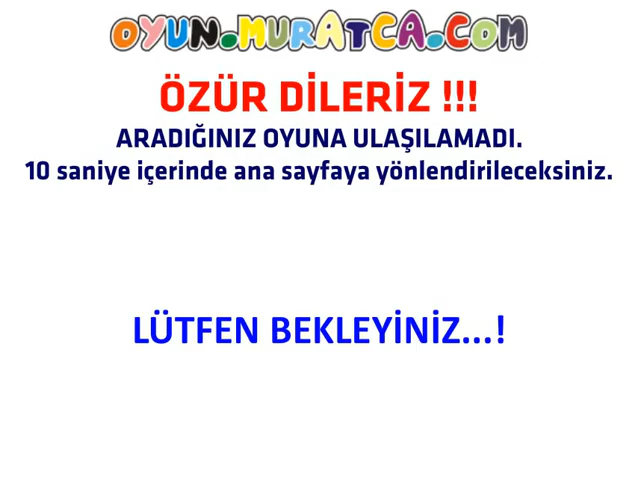 OYUN.MURATCA.COM
ÖZÜR DİLERİZ !!!
ARADIĞINIZ OYUNA ULAŞILAMADI.
10 saniye içerinde ana sayfaya yönlendirileceksiniz.
LÜTFEN BEKLEYİNİZ...!